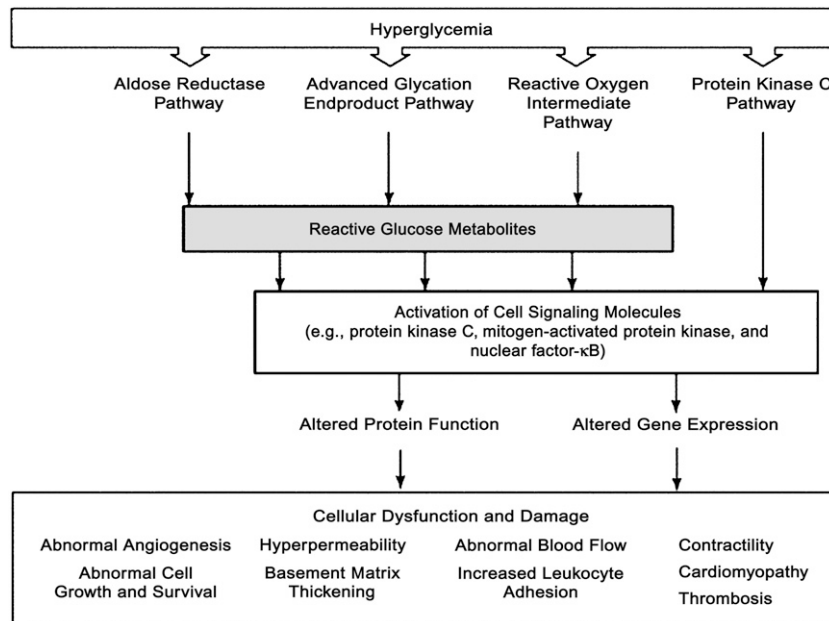 Hyperglycemia
Aldose Reductase
Pathway
Advanced Glycation
Endproduct Pathway
Reactive Oxygen
Intermediate
Pathway
Protein Kinase C
Pathway
Reactive Glucose Metabolites
Activation of Cell Signaling Molecules
(e.g., protein kinase C, mitogen-activated protein kinase, and
nuclear factor-κB)
Altered Protein Function
Altered Gene Expression
Cellular Dysfunction and Damage
Abnormal Angiogenesis
Abnormal Cell
Growth and Survival
Hyperpermeability
Basement Matrix
Thickening
Abnormal Blood Flow
Increased Leukocyte
Adhesion
Contractility
Cardiomyopathy
Thrombosis